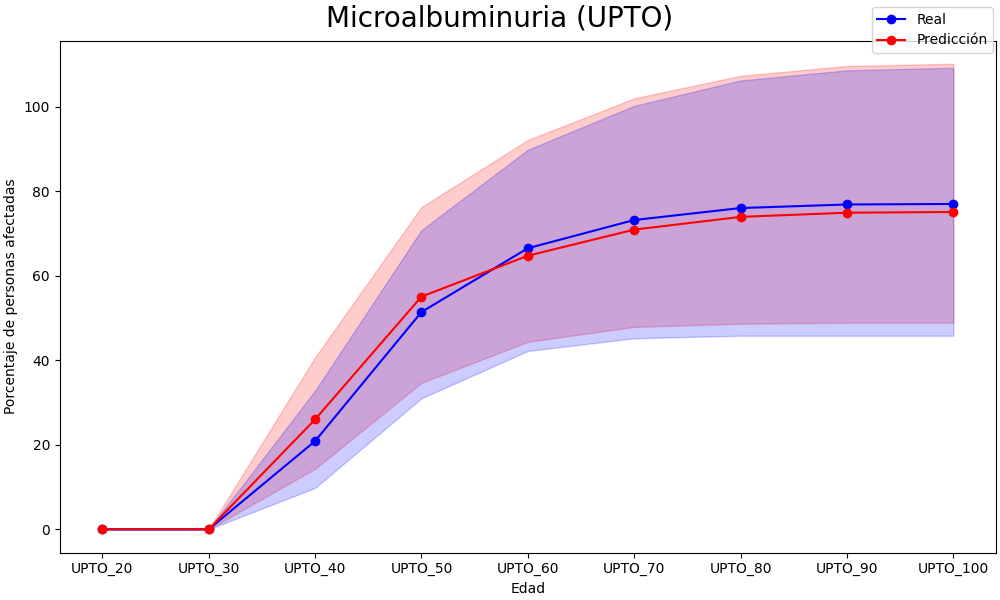 Microalbuminuria (UPTO)
Real
Predicción
Porcentaje de personas afectadas
100
80
60
40
20
0
UPTO_20 UPTO_30 UPTO_40 UPTO_50 UPTO_60 UPTO_70 UPTO_80 UPTO_90 UPTO_100
Edad